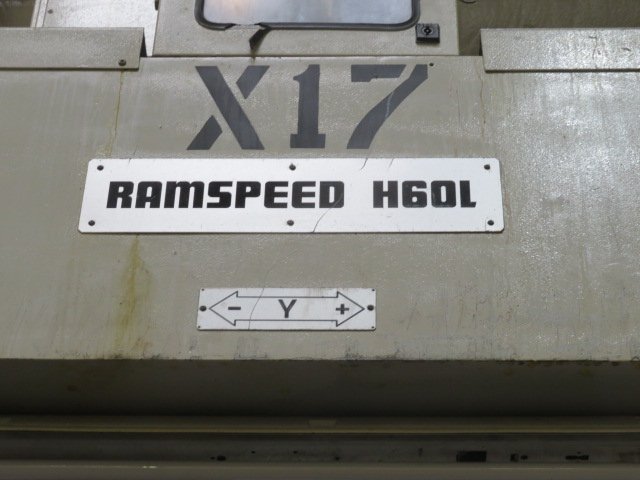 X17
RAMSPEED H60L
- Y +